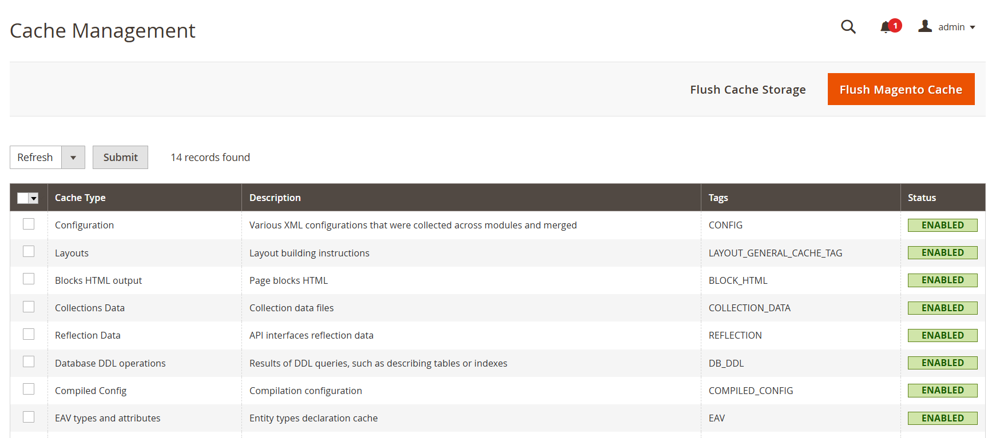 Cache Management
1
admin
Flush Cache Storage
Flush Magento Cache
Refresh
Submit
14 records found
Cache Type Description Tags Status
Configuration Various XML configurations that were collected across modules and merged CONFIG ENABLED
Layouts Layout building instructions LAYOUT_GENERAL_CACHE_TAG ENABLED
Blocks HTML output Page blocks HTML BLOCK_HTML ENABLED
Collections Data Collection data files COLLECTION_DATA ENABLED
Reflection Data API interfaces reflection data REFLECTION ENABLED
Database DDL operations Results of DDL queries, such as describing tables or indexes DB_DDL ENABLED
Compiled Config Compilation configuration COMPILED_CONFIG ENABLED
EAV types and attributes Entity types declaration cache EAV ENABLED